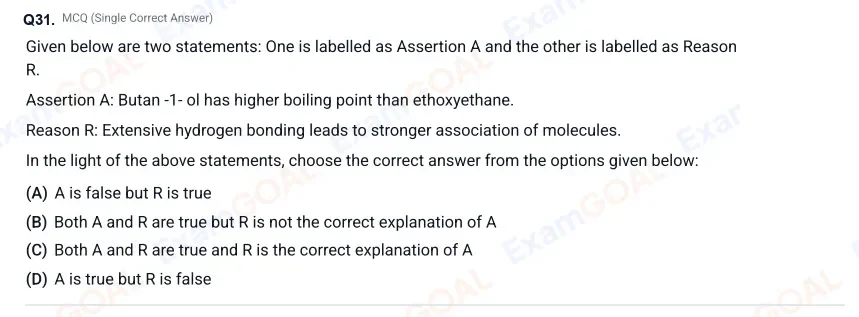 Q31. MCQ (Single Correct Answer)
Given below are two statements: One is labelled as Assertion A and the other is labelled as Reason
R.
Assertion A: Butan -1- ol has higher boiling point than ethoxyethane.
Reason R: Extensive hydrogen bonding leads to stronger association of molecules.
In the light of the above statements, choose the correct answer from the options given below:
(A) A is false but R is true
(B) Both A and R are true but R is not the correct explanation of A
(C) Both A and R are true and R is the correct explanation of A
(D) A is true but R is false
ExamGOAL